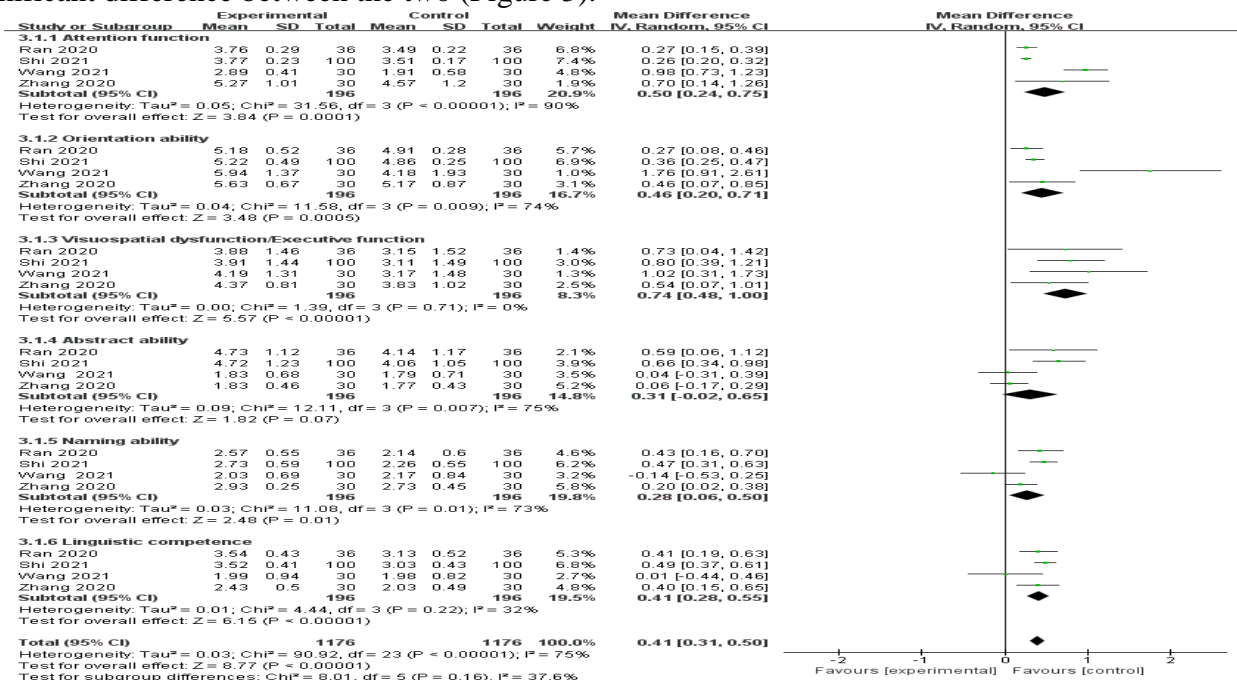 significant difference between the two (Figure 3).
Experimental Control Mean Difference Mean Difference
Study or Subgroup Mean SD Total Mean SD Total Weight IV, Random, 95% CI IV, Random, 95% CI
3.1.1 Attention function
Ran 2020 3.76 0.29 36 3.49 0.22 36 6.8% 0.27 [0.15, 0.39]
Shi 2021 3.77 0.23 100 3.51 0.17 100 7.4% 0.26 [0.20, 0.32]
Wang 2021 2.89 0.41 30 1.91 0.58 30 4.8% 0.98 [0.73, 1.23]
Zhang 2020 5.27 1.01 30 4.57 1.2 30 1.9% 0.70 [0.14, 1.26]
Subtotal (95% CI) 196 196 20.9% 0.50 [0.24, 0.75]
Heterogeneity: Tau² = 0.05; Chi² = 31.56, df = 3 (P < 0.00001); I² = 90%
Test for overall effect: Z = 3.84 (P = 0.0001)
3.1.2 Orientation ability
Ran 2020 5.18 0.52 36 4.91 0.28 36 5.7% 0.27 [0.08, 0.46]
Shi 2021 5.22 0.49 100 4.86 0.25 100 6.9% 0.36 [0.25, 0.47]
Wang 2021 5.94 1.37 30 4.18 1.93 30 1.0% 1.76 [0.91, 2.61]
Zhang 2020 5.63 0.67 30 5.17 0.87 30 3.1% 0.46 [0.07, 0.85]
Subtotal (95% CI) 196 196 16.7% 0.46 [0.20, 0.71]
Heterogeneity: Tau² = 0.04; Chi² = 11.58, df = 3 (P = 0.009); I² = 74%
Test for overall effect: Z = 3.48 (P = 0.0005)
3.1.3 Visuospatial dysfunction/Executive function
Ran 2020 3.88 1.46 36 3.15 1.52 36 1.4% 0.73 [0.04, 1.42]
Shi 2021 3.91 1.44 100 3.11 1.49 100 3.0% 0.80 [0.39, 1.21]
Wang 2021 4.19 1.31 30 3.17 1.48 30 1.3% 1.02 [0.31, 1.73]
Zhang 2020 4.37 0.81 30 3.83 1.02 30 2.5% 0.54 [0.07, 1.01]
Subtotal (95% CI) 196 196 8.3% 0.74 [0.48, 1.00]
Heterogeneity: Tau² = 0.00; Chi² = 1.39, df = 3 (P = 0.71); I² = 0%
Test for overall effect: Z = 5.57 (P < 0.00001)
3.1.4 Abstract ability
Ran 2020 4.73 1.12 36 4.14 1.17 36 2.1% 0.59 [0.06, 1.12]
Shi 2021 4.72 1.23 100 4.06 1.05 100 3.9% 0.66 [0.34, 0.98]
Wang 2021 1.83 0.68 30 1.79 0.71 30 3.5% 0.04 [-0.31, 0.39]
Zhang 2020 1.83 0.46 30 1.77 0.43 30 5.2% 0.06 [-0.17, 0.29]
Subtotal (95% CI) 196 196 14.8% 0.31 [-0.02, 0.65]
Heterogeneity: Tau² = 0.09; Chi² = 12.11, df = 3 (P = 0.007); I² = 75%
Test for overall effect: Z = 1.82 (P = 0.07)
3.1.5 Naming ability
Ran 2020 2.57 0.55 36 2.14 0.6 36 4.6% 0.43 [0.16, 0.70]
Shi 2021 2.73 0.59 100 2.26 0.55 100 6.2% 0.47 [0.31, 0.63]
Wang 2021 2.03 0.69 30 2.17 0.84 30 3.2% -0.14 [-0.53, 0.25]
Zhang 2020 2.93 0.25 30 2.73 0.45 30 5.8% 0.20 [0.02, 0.38]
Subtotal (95% CI) 196 196 19.8% 0.28 [0.06, 0.50]
Heterogeneity: Tau² = 0.03; Chi² = 11.08, df = 3 (P = 0.01); I² = 73%
Test for overall effect: Z = 2.48 (P = 0.01)
3.1.6 Linguistic competence
Ran 2020 3.54 0.43 36 3.13 0.52 36 5.3% 0.41 [0.19, 0.63]
Shi 2021 3.52 0.41 100 3.03 0.43 100 6.8% 0.49 [0.37, 0.61]
Wang 2021 1.99 0.94 30 1.98 0.82 30 2.7% 0.01 [-0.44, 0.46]
Zhang 2020 2.43 0.5 30 2.03 0.49 30 4.8% 0.40 [0.15, 0.65]
Subtotal (95% CI) 196 196 19.5% 0.41 [0.28, 0.55]
Heterogeneity: Tau² = 0.01; Chi² = 4.44, df = 3 (P = 0.22); I² = 32%
Test for overall effect: Z = 6.15 (P < 0.00001)
Total (95% CI) 1176 1176 100.0% 0.41 [0.31, 0.50]
Heterogeneity: Tau² = 0.03; Chi² = 90.92, df = 23 (P < 0.00001); I² = 75%
Test for overall effect: Z = 8.77 (P < 0.00001)
Test for subgroup differences: Chi² = 8.01, df = 5 (P = 0.16), I² = 37.6%
-2 -1 0 1 2
Favours [experimental] Favours [control]